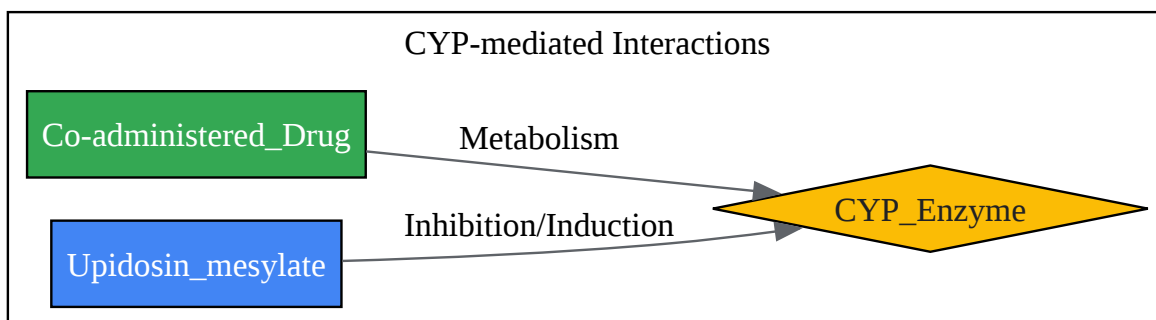 CYP-mediated Interactions
Co-administered_Drug
Metabolism
CYP_Enzyme
Inhibition/Induction
Upidosin_mesylate